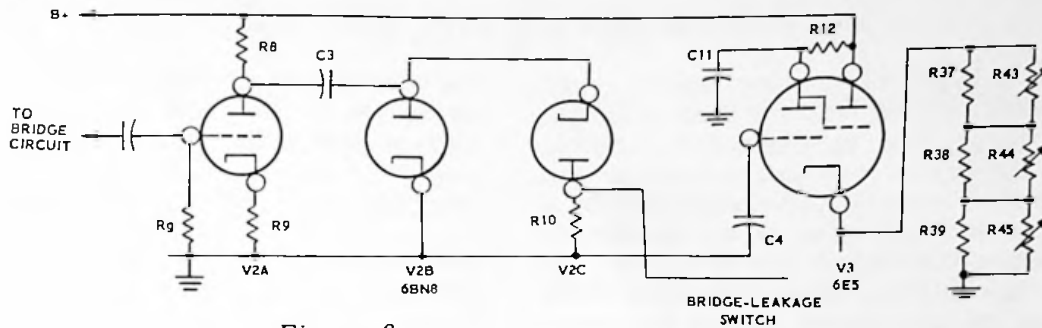 B+
R8
C3
R12
C11
R37
R43
TO
BRIDGE
CIRCUIT
R38
R44
Rg
R9
R10
C4
R39
R45
V2A
V2B
6BN8
V2C
V3
6E5
BRIDGE-LEAKAGE
SWITCH